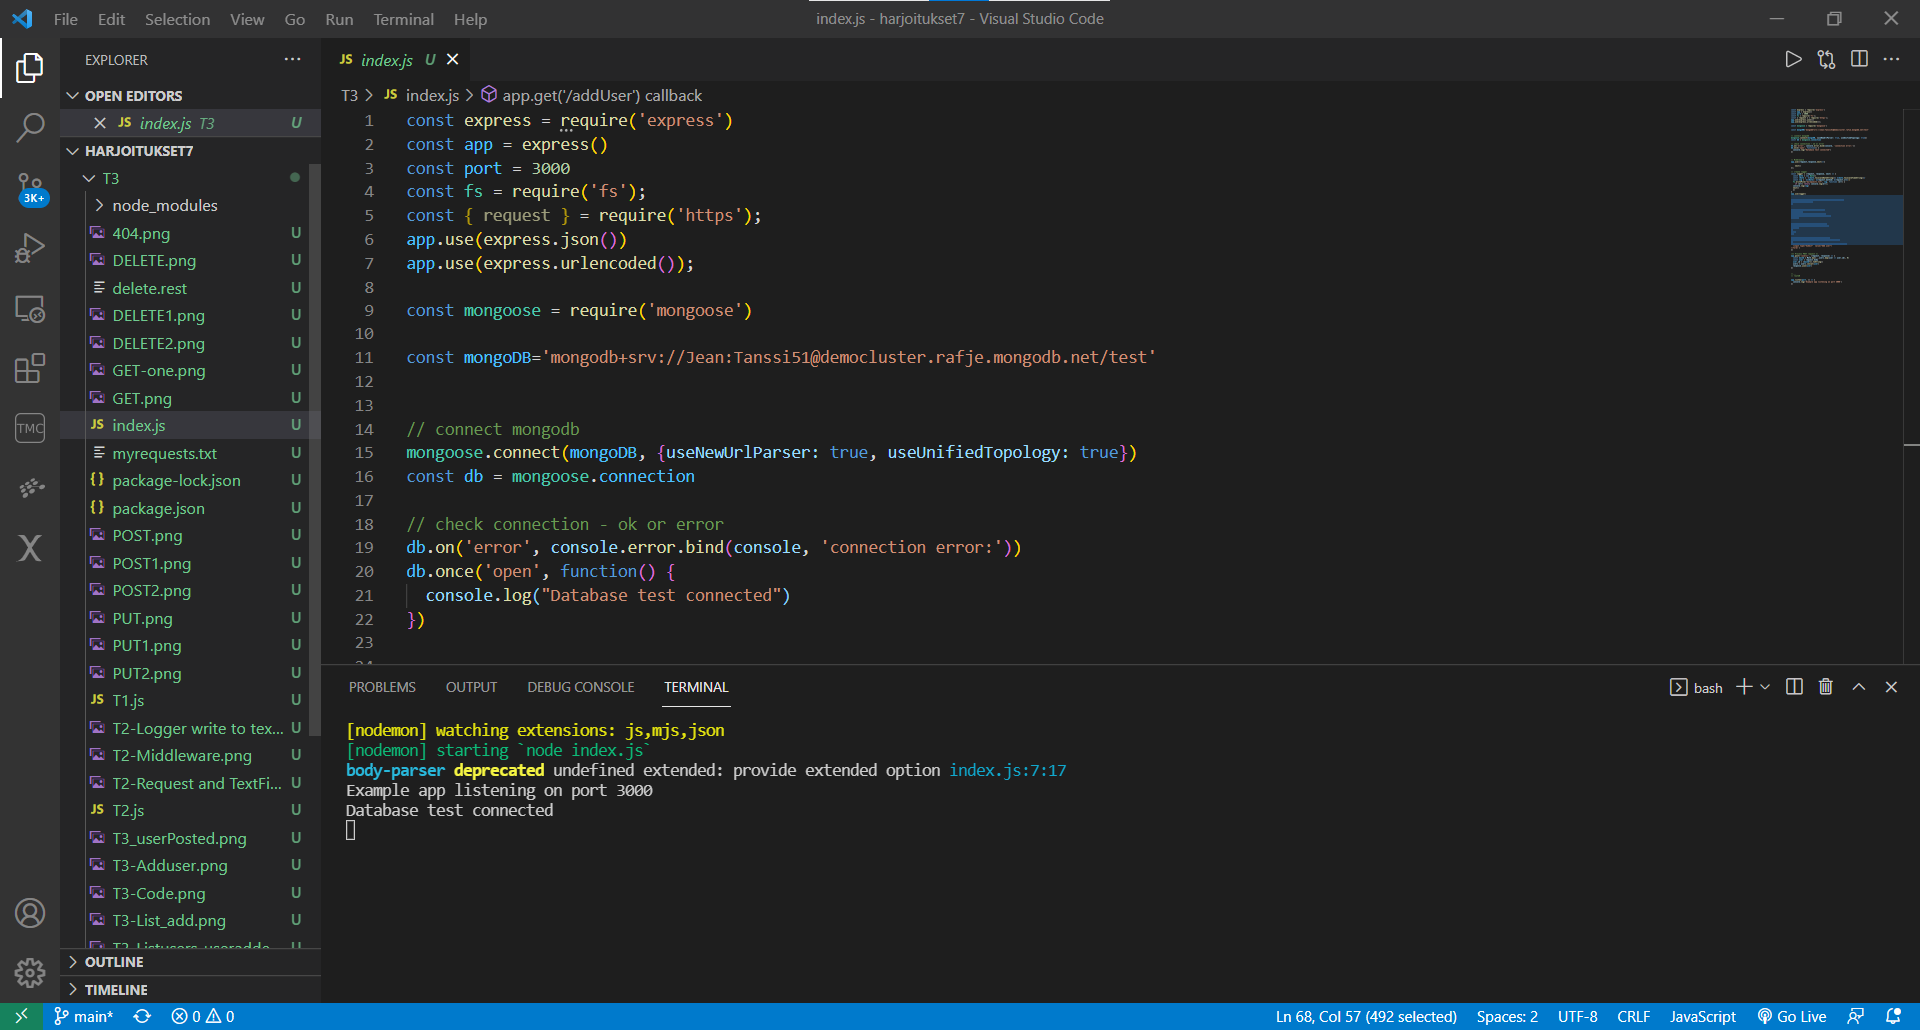 File Edit Selection View Go Run Terminal Help
index.js - harjoitukset7 - Visual Studio Code
EXPLORER
OPEN EDITORS
JS index.js T3 U
HARJOITUKSET7
T3
node_modules
404.png U
DELETE.png U
delete.rest U
DELETE1.png U
DELETE2.png U
GET-one.png U
GET.png U
JS index.js U
myrequests.txt U
{} package-lock.json U
{} package.json U
POST.png U
POST1.png U
POST2.png U
PUT.png U
PUT1.png U
PUT2.png U
JS T1.js U
T2-Logger write to tex... U
T2-Middleware.png U
T2-Request and TextFi... U
JS T2.js U
T3_userPosted.png U
T3-Adduser.png U
T3-Code.png U
T3-List_add.png U
OUTLINE
TIMELINE
3K+
TMC
JS index.js U
T3 > JS index.js > app.get('/addUser') callback
1 const express = require('express')
2 const app = express()
3 const port = 3000
4 const fs = require('fs');
5 const { request } = require('https');
6 app.use(express.json())
7 app.use(express.urlencoded());
8
9 const mongoose = require('mongoose')
10
11 const mongoDB='mongodb+srv://Jean:Tanssi51@democluster.rafje.mongodb.net/test'
12
13
14 // connect mongodb
15 mongoose.connect(mongoDB, {useNewUrlParser: true, useUnifiedTopology: true})
16 const db = mongoose.connection
17
18 // check connection - ok or error
19 db.on('error', console.error.bind(console, 'connection error:'))
20 db.once('open', function() {
21 console.log("Database test connected")
22 })
23
PROBLEMS OUTPUT DEBUG CONSOLE TERMINAL
bash
[nodemon] watching extensions: js,mjs,json
[nodemon] starting `node index.js`
body-parser deprecated undefined extended: provide extended option index.js:7:17
Example app listening on port 3000
Database test connected
main* 0 0
Ln 68, Col 57 (492 selected) Spaces: 2 UTF-8 CRLF JavaScript Go Live